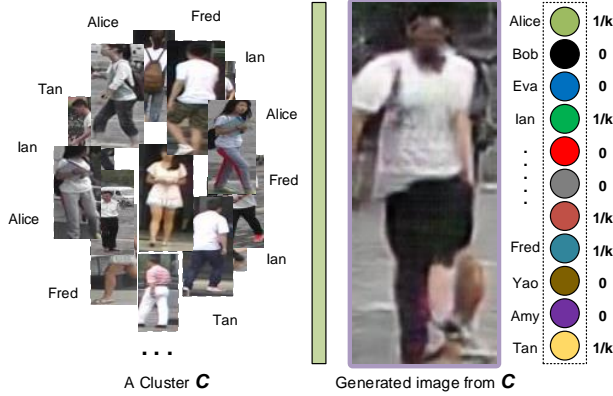 Alice
Fred
Ian
Tan
Alice
Ian
Fred
Alice
Ian
Fred
Tan
. . .
A Cluster C
Generated image from C
Alice 1/k
Bob 0
Eva 0
Ian 1/k
. 0
. 0
. 1/k
Fred 1/k
Yao 0
Amy 0
Tan 1/k